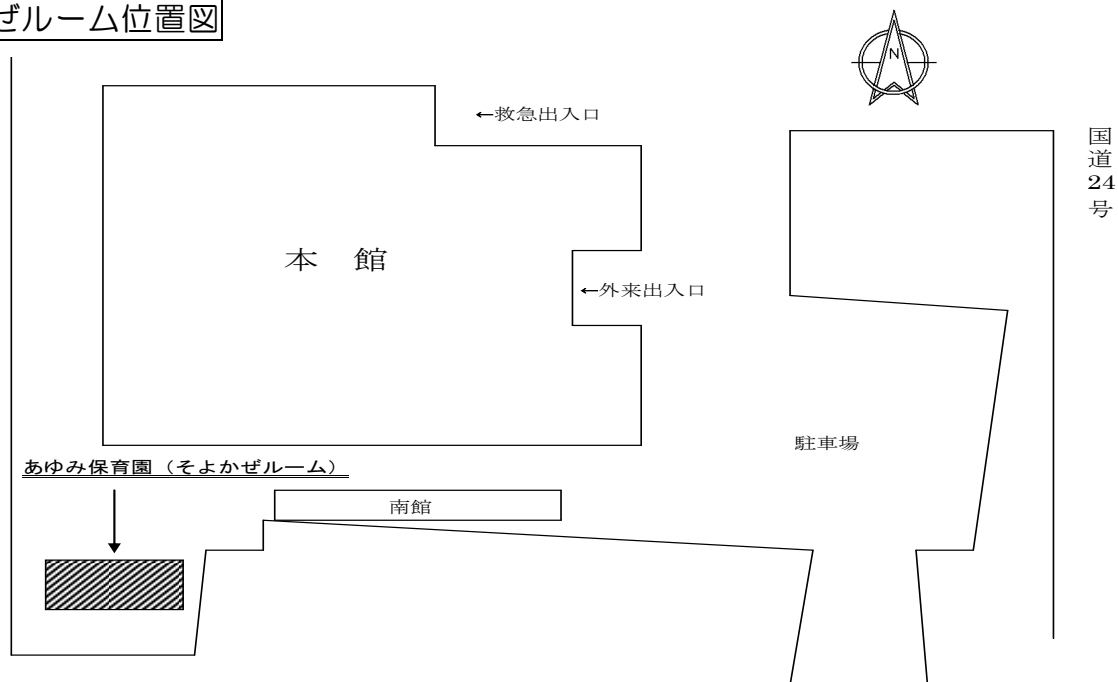 ぜルーム位置図
N
←救急出入口
国道24号
本　館
←外来出入口
駐車場
あゆみ保育園（そよかぜルーム）
南館